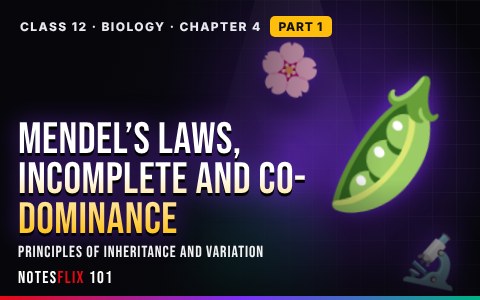 CLASS 12 · BIOLOGY · CHAPTER 4 PART 1
MENDEL’S LAWS,
INCOMPLETE AND CO-
DOMINANCE
PRINCIPLES OF INHERITANCE AND VARIATION
NOTESFLIX 101